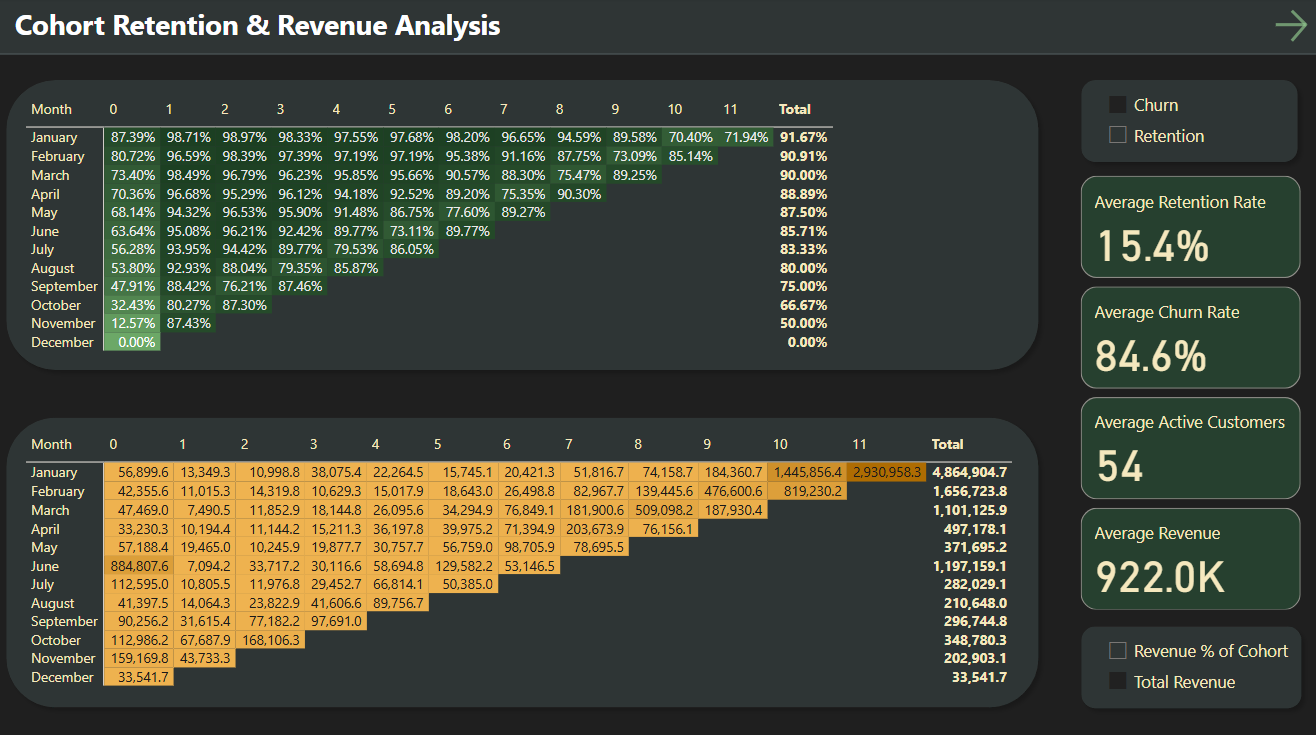 Cohort Retention & Revenue Analysis
Month 0 1 2 3 4 5 6 7 8 9 10 11 Total
January 87.39% 98.71% 98.97% 98.33% 97.55% 97.68% 98.20% 96.65% 94.59% 89.58% 70.40% 71.94% 91.67%
February 80.72% 96.59% 98.39% 97.39% 97.19% 97.19% 95.38% 91.16% 87.75% 73.09% 85.14% 90.91%
March 73.40% 98.49% 96.79% 96.23% 95.85% 95.66% 90.57% 88.30% 75.47% 89.25% 90.00%
April 70.36% 96.68% 95.29% 96.12% 94.18% 92.52% 89.20% 75.35% 90.30% 88.89%
May 68.14% 94.32% 96.53% 95.90% 91.48% 86.75% 77.60% 89.27% 87.50%
June 63.64% 95.08% 96.21% 92.42% 89.77% 73.11% 89.77% 85.71%
July 56.28% 93.95% 94.42% 89.77% 79.53% 86.05% 83.33%
August 53.80% 92.93% 88.04% 79.35% 85.87% 80.00%
September 47.91% 88.42% 76.21% 87.46% 75.00%
October 32.43% 80.27% 87.30% 66.67%
November 12.57% 87.43% 50.00%
December 0.00% 0.00%
Month 0 1 2 3 4 5 6 7 8 9 10 11 Total
January 56,899.6 13,349.3 10,998.8 38,075.4 22,264.5 15,745.1 20,421.3 51,816.7 74,158.7 184,360.7 1,445,856.4 2,930,958.3 4,864,904.7
February 42,355.6 11,015.3 14,319.8 10,629.3 15,017.9 18,643.0 26,498.8 82,967.7 139,445.6 476,600.6 819,230.2 1,656,723.8
March 47,469.0 7,490.5 11,852.9 18,144.8 26,095.6 34,294.9 76,849.1 181,900.6 509,098.2 187,930.4 1,101,125.9
April 33,230.3 10,194.4 11,144.2 15,211.3 36,197.8 39,975.2 71,394.9 203,673.9 76,156.1 497,178.1
May 57,188.4 19,465.0 10,245.9 19,877.7 30,757.7 56,759.0 98,705.9 78,695.5 371,695.2
June 884,807.6 7,094.2 33,717.2 30,116.6 58,694.8 129,582.2 53,146.5 1,197,159.1
July 112,595.0 10,805.5 11,976.8 29,452.7 66,814.1 50,385.0 282,029.1
August 41,397.5 14,064.3 23,822.9 41,606.6 89,756.7 210,648.0
September 90,256.2 31,615.4 77,182.2 97,691.0 296,744.8
October 112,986.2 67,687.9 168,106.3 348,780.3
November 159,169.8 43,733.3 202,903.1
December 33,541.7 33,541.7
Churn
Retention
Average Retention Rate
15.4%
Average Churn Rate
84.6%
Average Active Customers
54
Average Revenue
922.0K
Revenue % of Cohort
Total Revenue